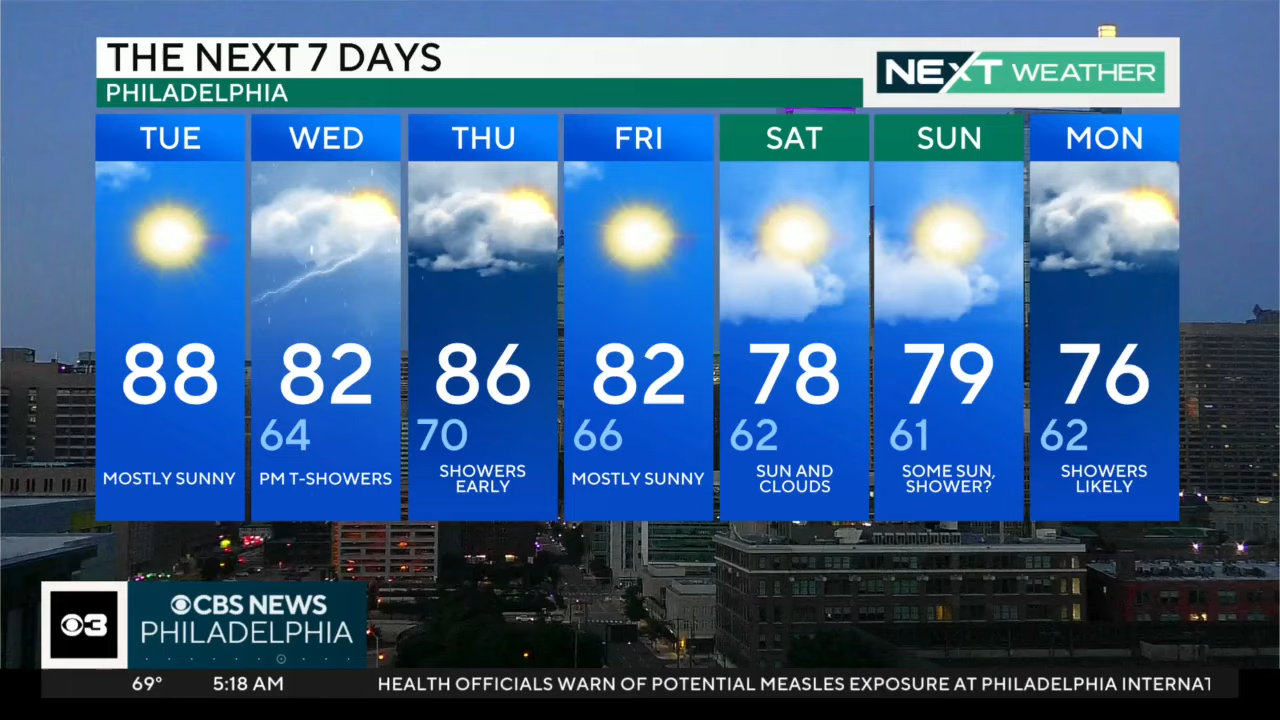 THE NEXT 7 DAYS
NEXT WEATHER
PHILADELPHIA
TUE WED THU FRI SAT SUN MON
88 82 86 82 78 79 76
64 70 66 62 61 62
MOSTLY SUNNY
PM T-SHOWERS
SHOWERS
EARLY
MOSTLY SUNNY
SUN AND
CLOUDS
SOME SUN,
SHOWER?
SHOWERS
LIKELY
3
CBS NEWS
PHILADELPHIA
69° 5:18 AM HEALTH OFFICIALS WARN OF POTENTIAL MEASLES EXPOSURE AT PHILADELPHIA INTERNAT